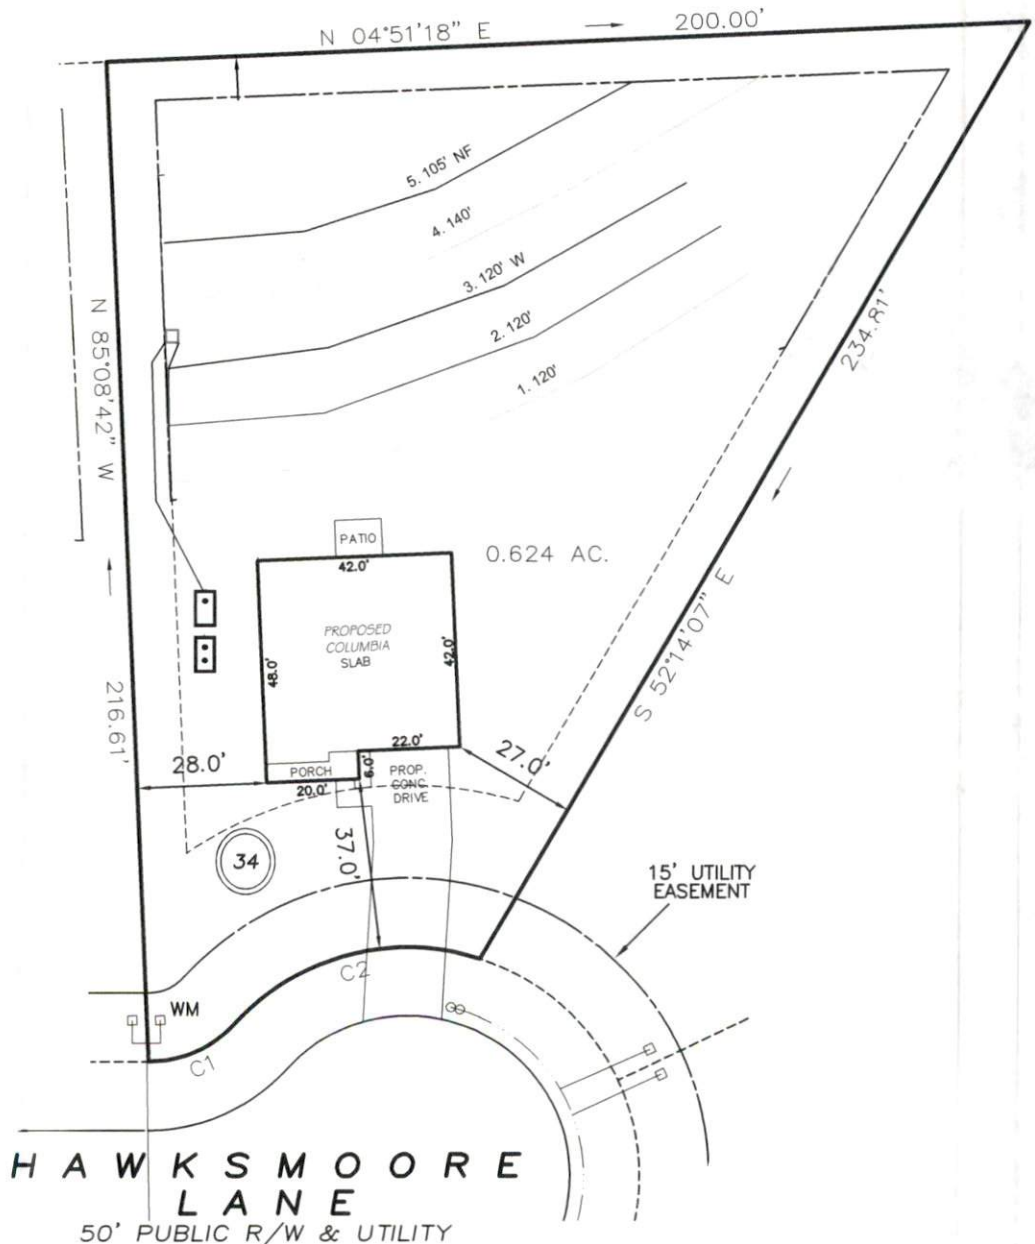 N 04°51'18" E
200.00'
5. 105' NF
4. 140'
3. 120' W
2. 120'
1. 120'
N 85°08'42" W
216.61'
234.81'
S 52°14'07" E
0.624 AC.
PATIO
42.0'
PROPOSED
COLUMBIA
SLAB
48.0'
42.0'
22.0'
28.0'
27.0'
PORCH
6.0'
20.0'
PROP.
CONC.
DRIVE
37.0'
34
15' UTILITY
EASEMENT
C2
WM
C1
HAWKSMOORE
LANE
50' PUBLIC R/W & UTILITY